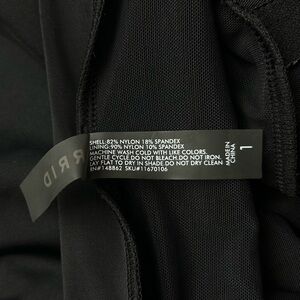 SHELL:82% NYLON 18% SPANDEX
LINING:90% NYLON 10% SPANDEX
MACHINE WASH COLD WITH LIKE COLORS.
GENTLE CYCLE.DO NOT BLEACH.DO NOT IRON.
LAY FLAT TO DRY IN SHADE.DO NOT DRY CLEAN
RN#148862 SKU#11670106
MADE IN
CHINA
1
RRID